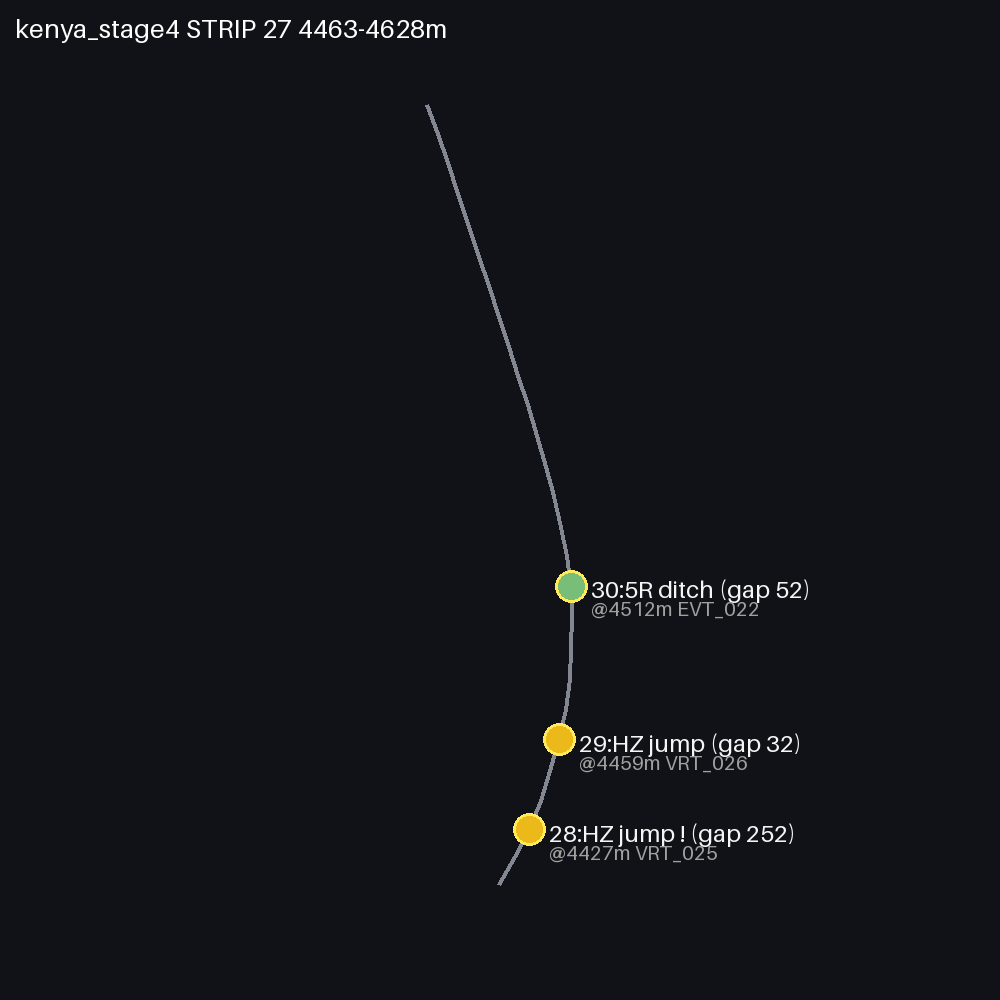 kenya_stage4 STRIP 27 4463-4628m
30:5R ditch (gap 52)
@4512m EVT_022
29:HZ jump (gap 32)
@4459m VRT_026
28:HZ jump ! (gap 252)
@4427m VRT_025